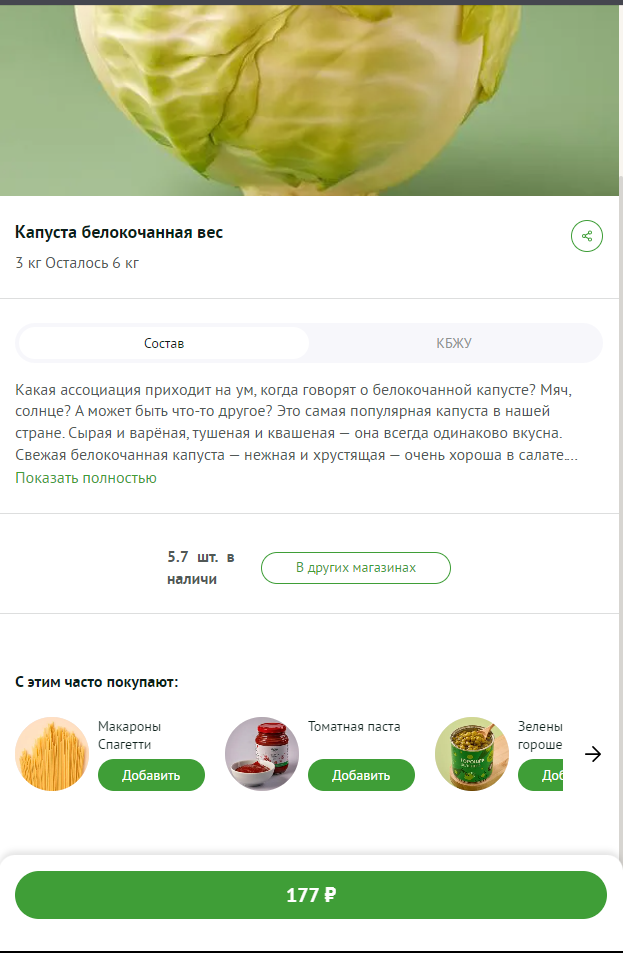 Капуста белокочанная вес
3 кг Осталось 6 кг
Состав
КБЖУ
Какая ассоциация приходит на ум, когда говорят о белокочанной капусте? Мяч,
солнце? А может быть что-то другое? Это самая популярная капуста в нашей
стране. Сырая и варёная, тушеная и квашеная — она всегда одинаково вкусна.
Свежая белокочанная капуста — нежная и хрустящая — очень хороша в салате...
Показать полностью
5.7 шт. в
наличи
В других магазинах
С этим часто покупают:
Макароны
Спагетти
Добавить
Томатная паста
Добавить
Зелены
гороше
Доб
ГОРОШЕК
177 ₽